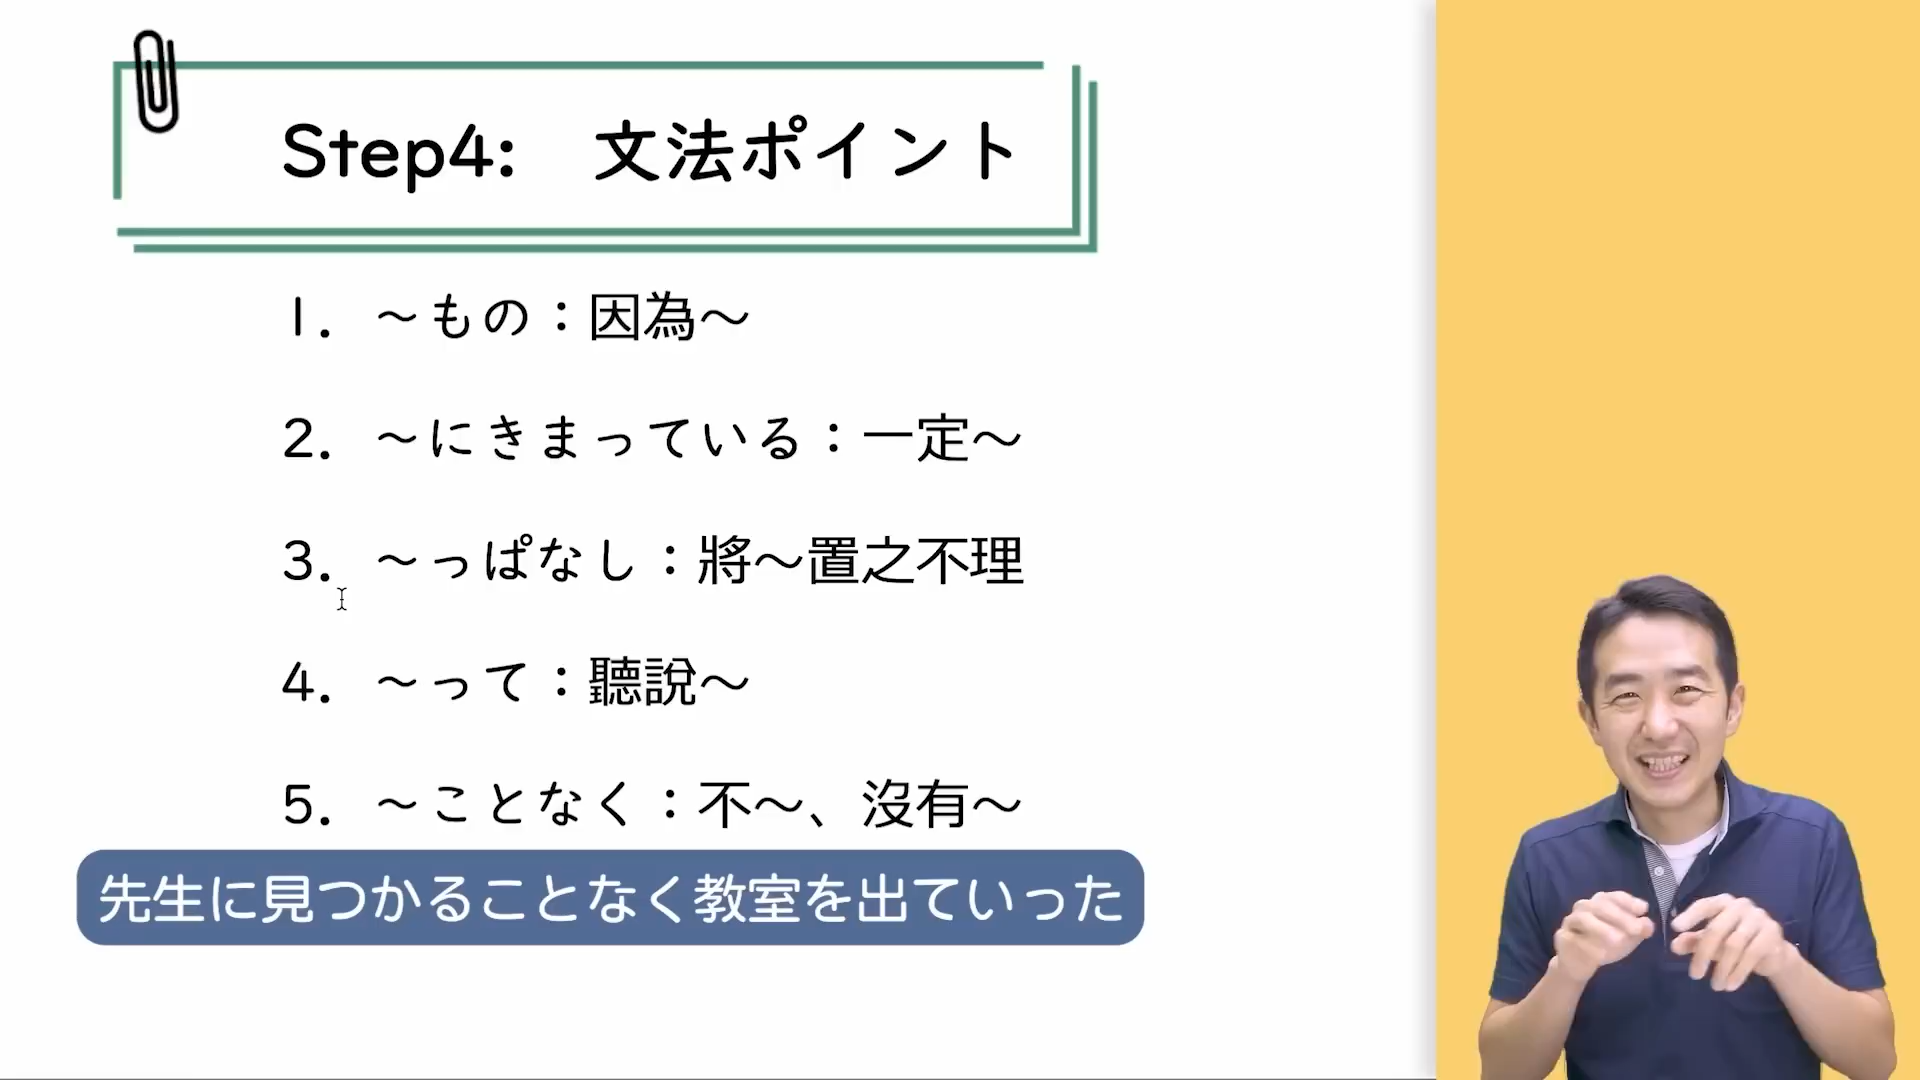 Step4:　文法ポイント
1. ～もの：因為～
2. ～にきまっている：一定～
3. ～っぱなし：將～置之不理
4. ～って：聽說～
5. ～ことなく：不～、沒有～
先生に見つかることなく教室を出ていった